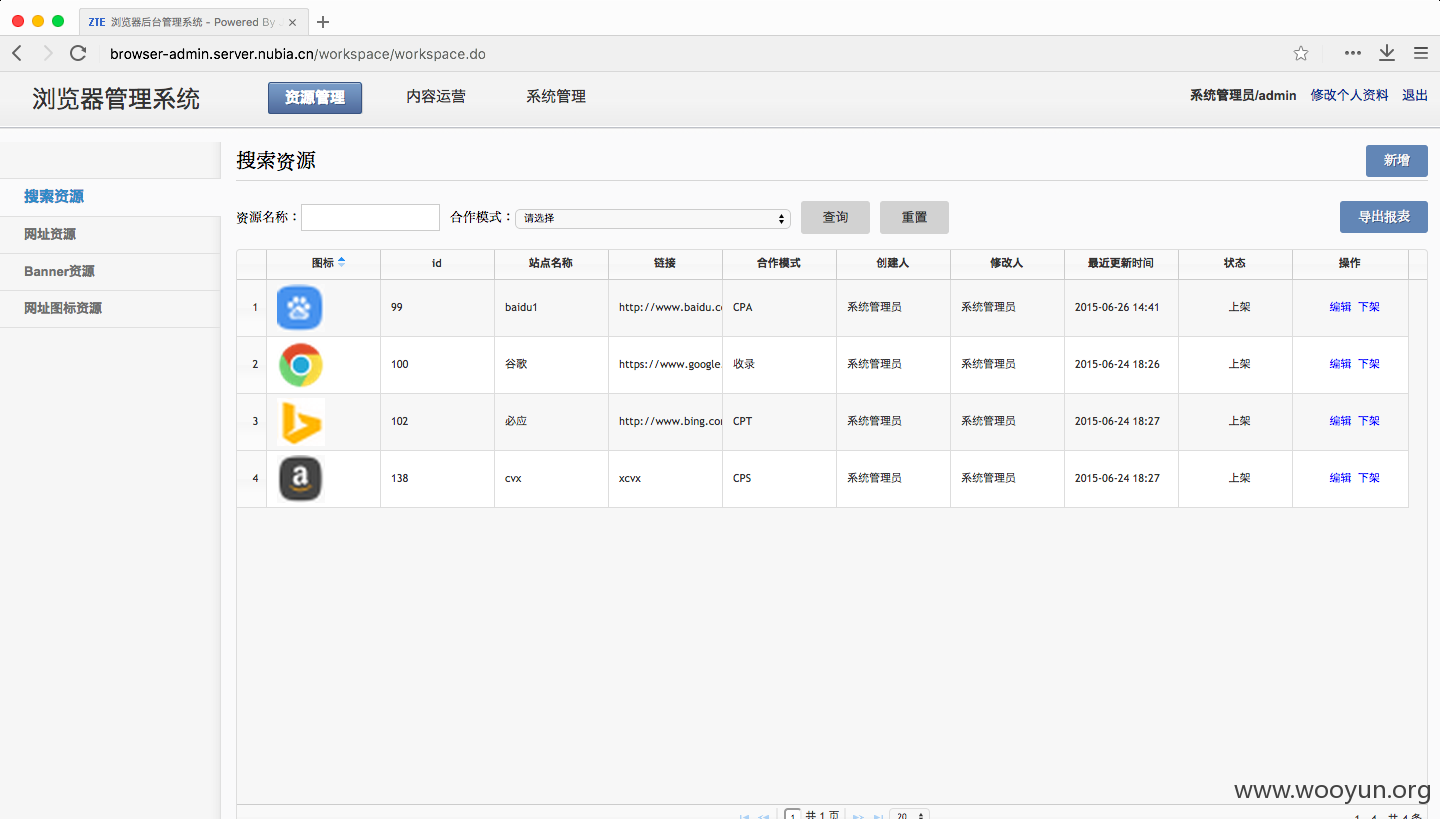 ZTE 浏览器后台管理系统 - Powered By
browser-admin.server.nubia.cn/workspace/workspace.do
浏览器管理系统 资源管理 内容运营 系统管理 系统管理员/admin 修改个人资料 退出
搜索资源 新增
搜索资源
网址资源
Banner资源
网址图标资源
资源名称： 合作模式： 请选择 查询 重置 导出报表
图标 id 站点名称 链接 合作模式 创建人 修改人 最近更新时间 状态 操作
1 99 baidu1 http://www.baidu.c CPA 系统管理员 系统管理员 2015-06-26 14:41 上架 编辑 下架
2 100 谷歌 https://www.google. 收录 系统管理员 系统管理员 2015-06-24 18:26 上架 编辑 下架
3 102 必应 http://www.bing.co CPT 系统管理员 系统管理员 2015-06-24 18:27 上架 编辑 下架
4 138 cvx xcvx CPS 系统管理员 系统管理员 2015-06-24 18:27 上架 编辑 下架
www.wooyun.org
1 共 1 页 20 1 - 4 共 4 条